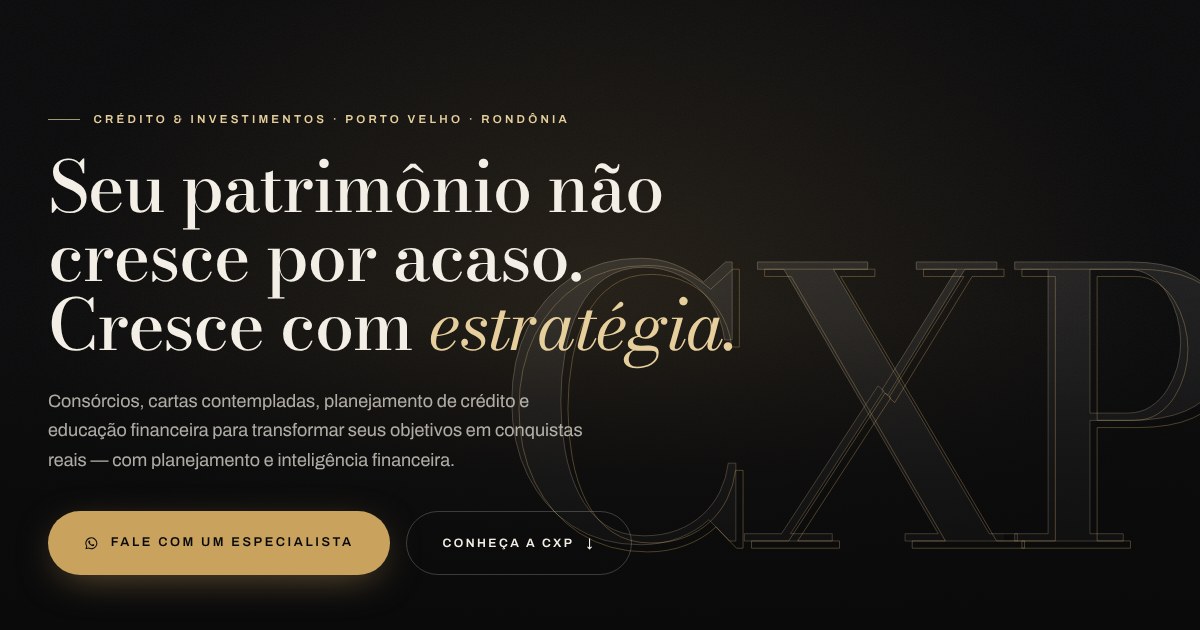 CRÉDITO & INVESTIMENTOS · PORTO VELHO · RONDÔNIA
Seu patrimônio não
cresce por acaso.
Cresce com estratégia.
Consórcios, cartas contempladas, planejamento de crédito e
educação financeira para transformar seus objetivos em conquistas
reais — com planejamento e inteligência financeira.
FALE COM UM ESPECIALISTA
CONHEÇA A CXP ↓
CXP